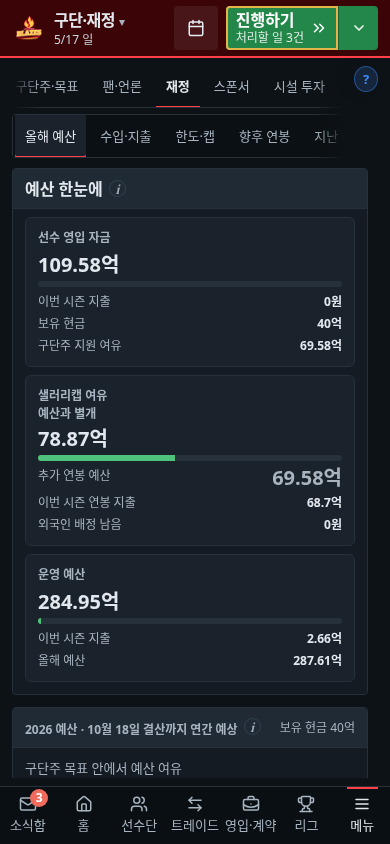 구단·재정 ▾
5/17 일
진행하기
처리할 일 3건
구단주·목표 팬·언론 재정 스폰서 시설 투자 ?
올해 예산 수입·지출 한도·캡 향후 연봉 지난
예산 한눈에 i
선수 영입 자금
109.58억
이번 시즌 지출 0원
보유 현금 40억
구단주 지원 여유 69.58억
샐러리캡 여유
예산과 별개
78.87억
추가 연봉 예산 69.58억
이번 시즌 연봉 지출 68.7억
외국인 배정 남음 0원
운영 예산
284.95억
이번 시즌 지출 2.66억
올해 예산 287.61억
2026 예산 · 10월 18일 결산까지 연간 예상 i 보유 현금 40억
구단주 목표 안에서 예산 여유
3
소식함 홈 선수단 트레이드 영입·계약 리그 메뉴